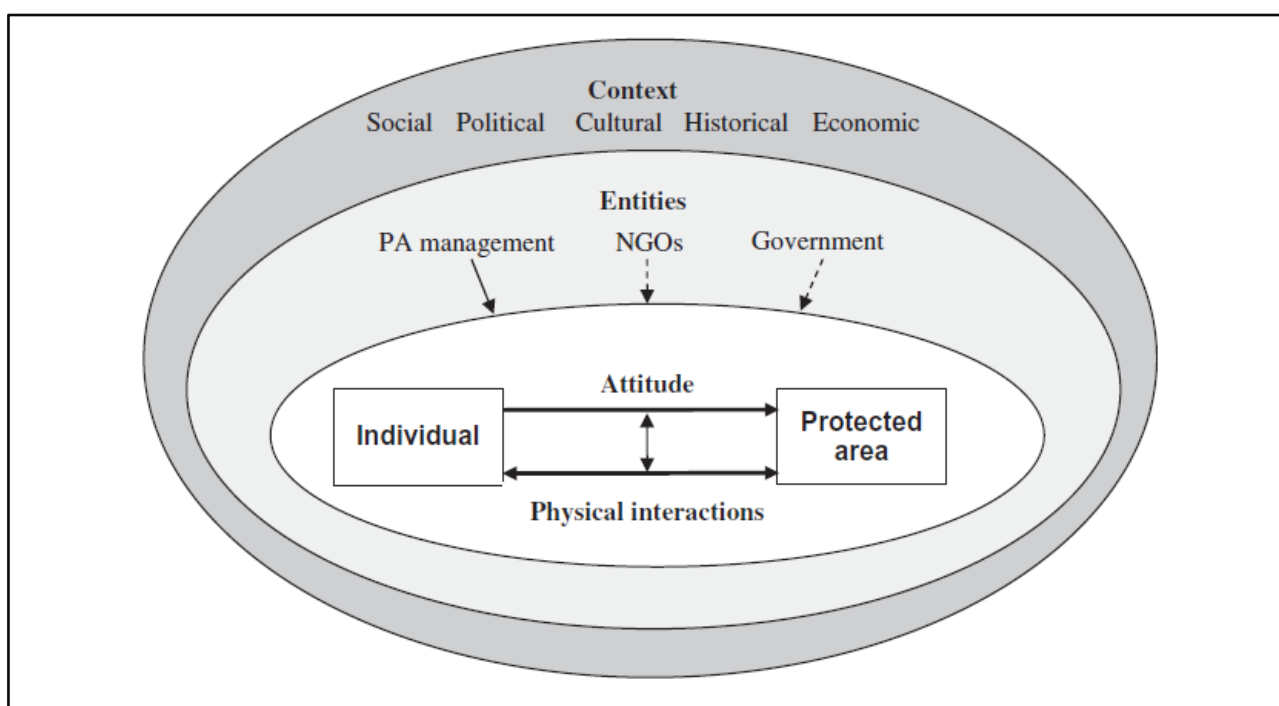 Context
Social Political Cultural Historical Economic
Entities
PA management NGOs Government
Attitude
Individual
Protected
area
Physical interactions